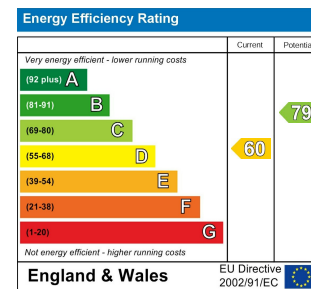 Energy Efficiency Rating
Current Potentia
Very energy efficient - lower running costs
(92 plus) A
(81-91) B
79
(69-80) C
(55-68) D
60
(39-54) E
(21-38) F
(1-20) G
Not energy efficient - higher running costs
England & Wales
EU Directive
2002/91/EC